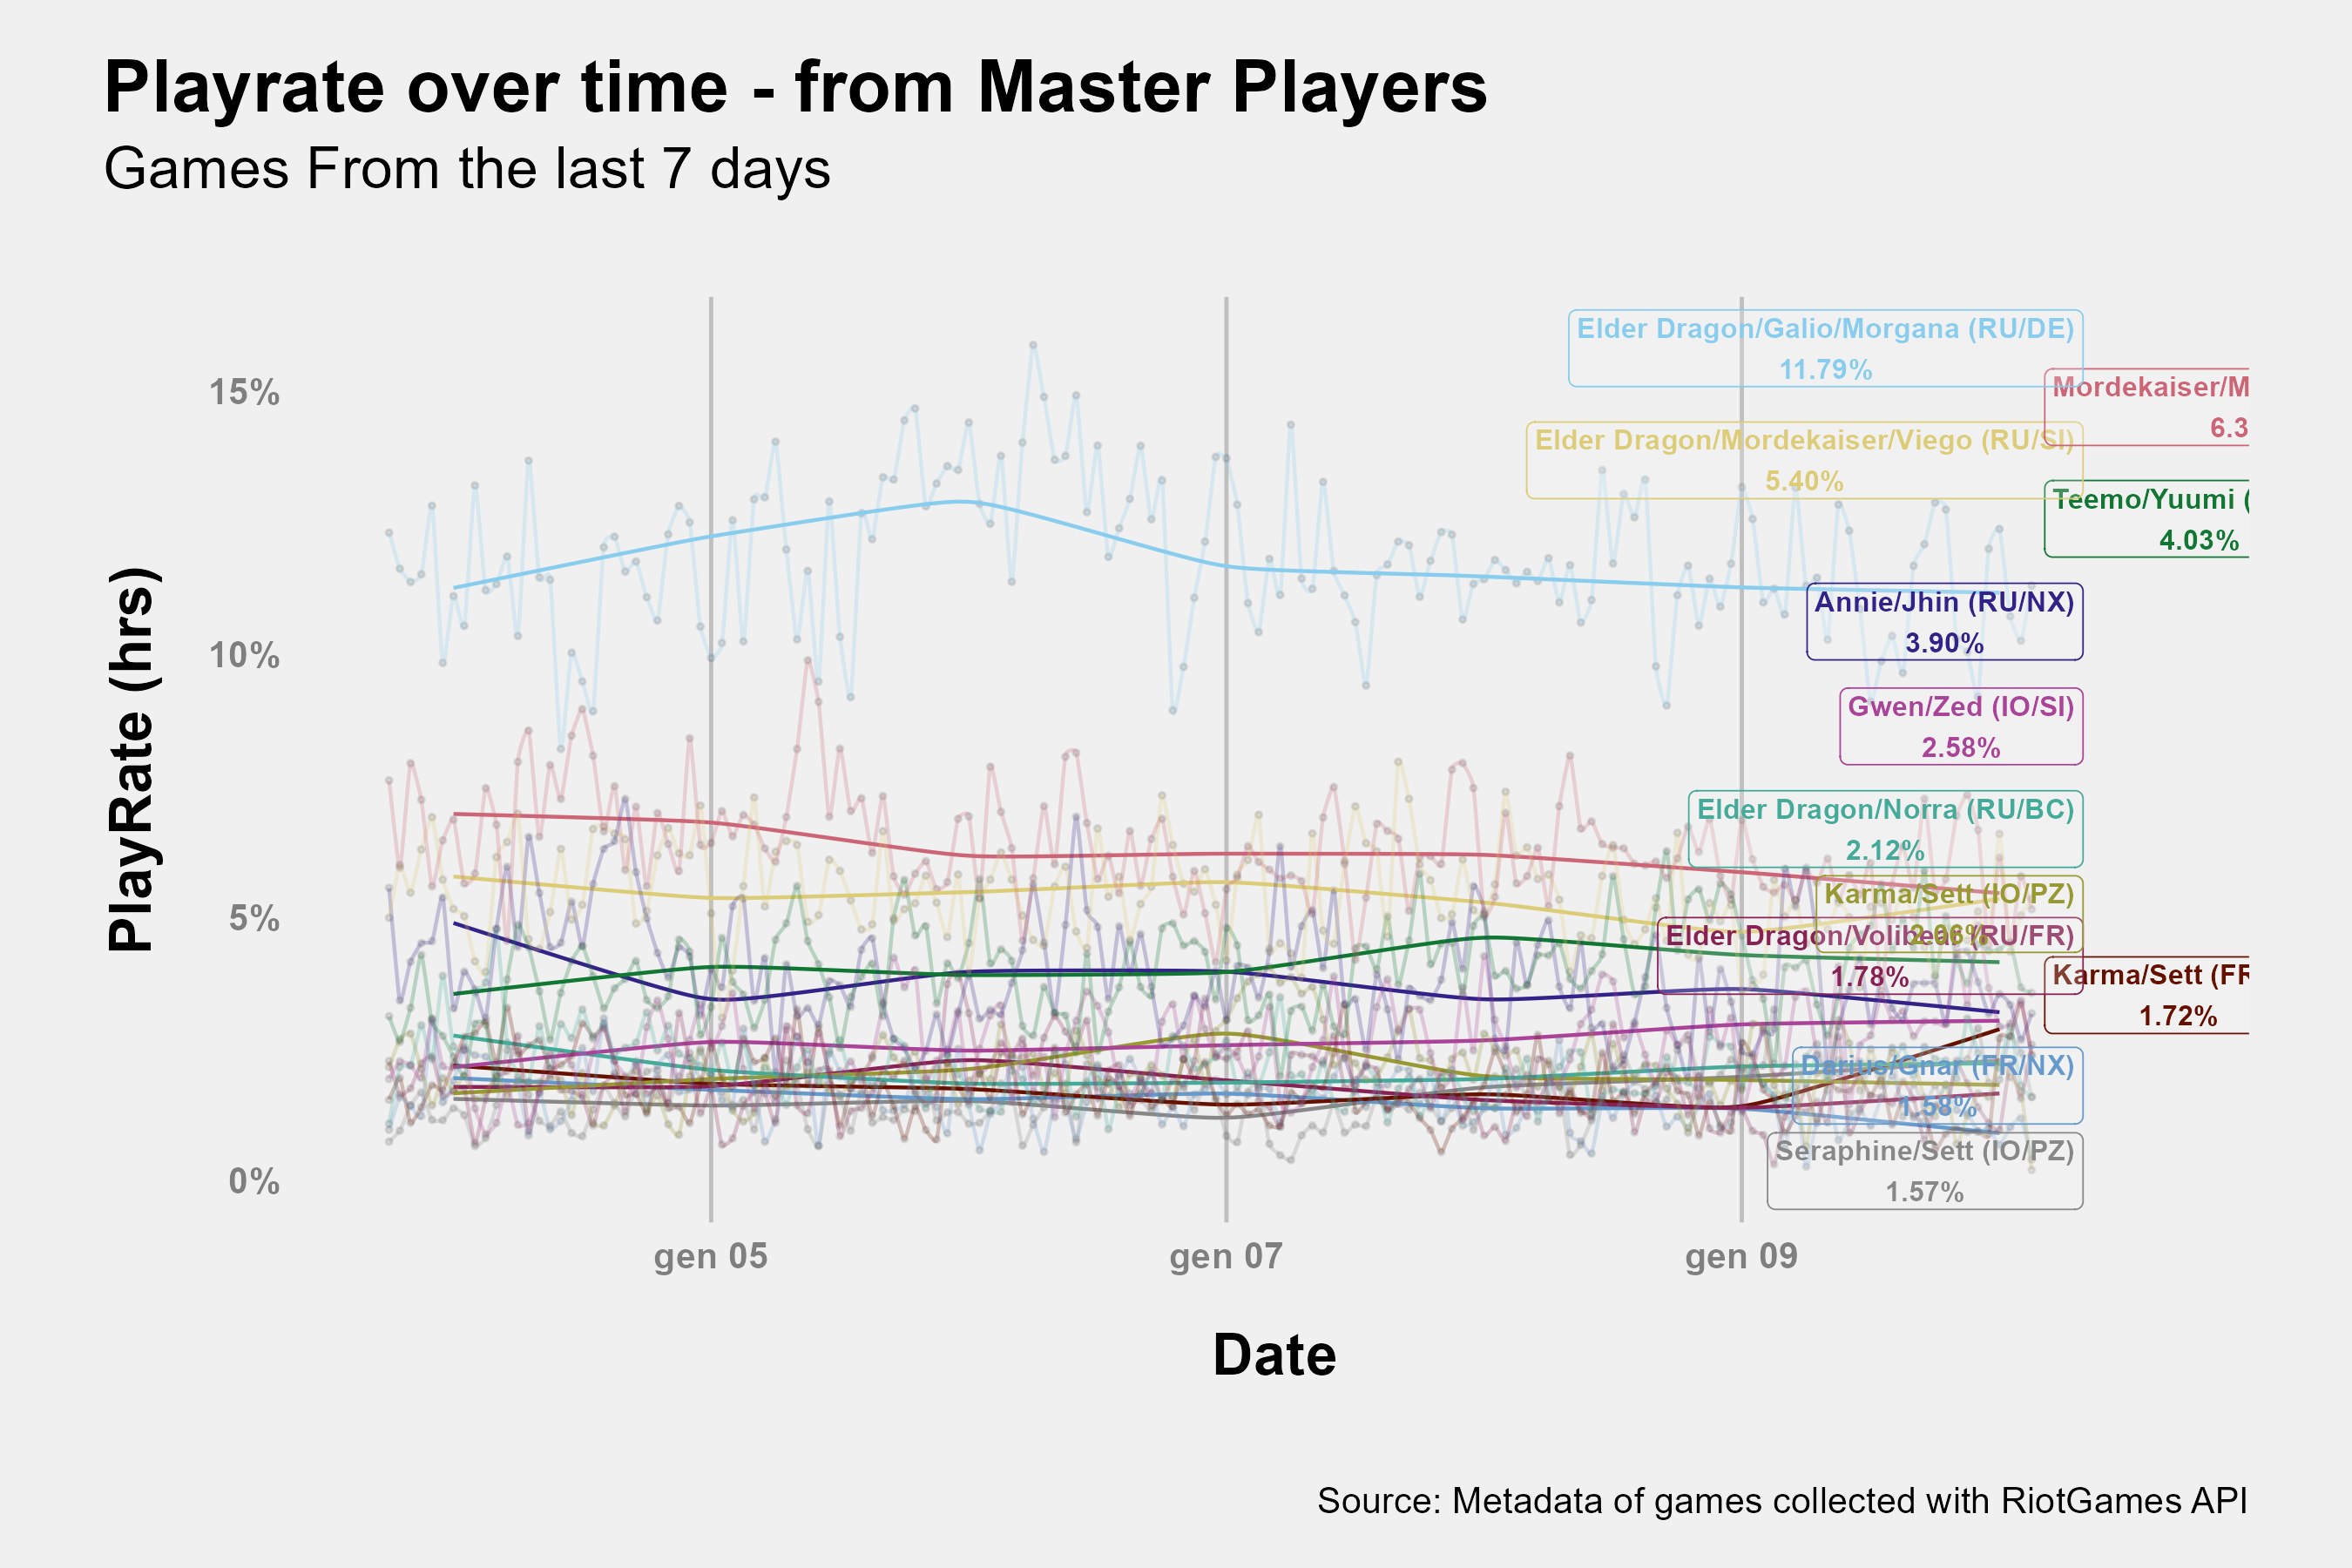 Playrate over time - from Master Players
Games From the last 7 days
PlayRate (hrs)
15%
10%
5%
0%
Elder Dragon/Galio/Morgana (RU/DE)
11.79%
Mordekaiser/M
6.3
Elder Dragon/Mordekaiser/Viego (RU/SI)
5.40%
Teemo/Yuumi (
4.03%
Annie/Jhin (RU/NX)
3.90%
Gwen/Zed (IO/SI)
2.58%
Elder Dragon/Norra (RU/BC)
2.12%
Karma/Sett (IO/PZ)
Elder Dragon/Volibear (RU/FR)
1.78%
Karma/Sett (FR
1.72%
Darius/Gnar (FR/NX)
1.58%
Seraphine/Sett (IO/PZ)
1.57%
gen 05
gen 07
gen 09
Date
Source: Metadata of games collected with RiotGames API